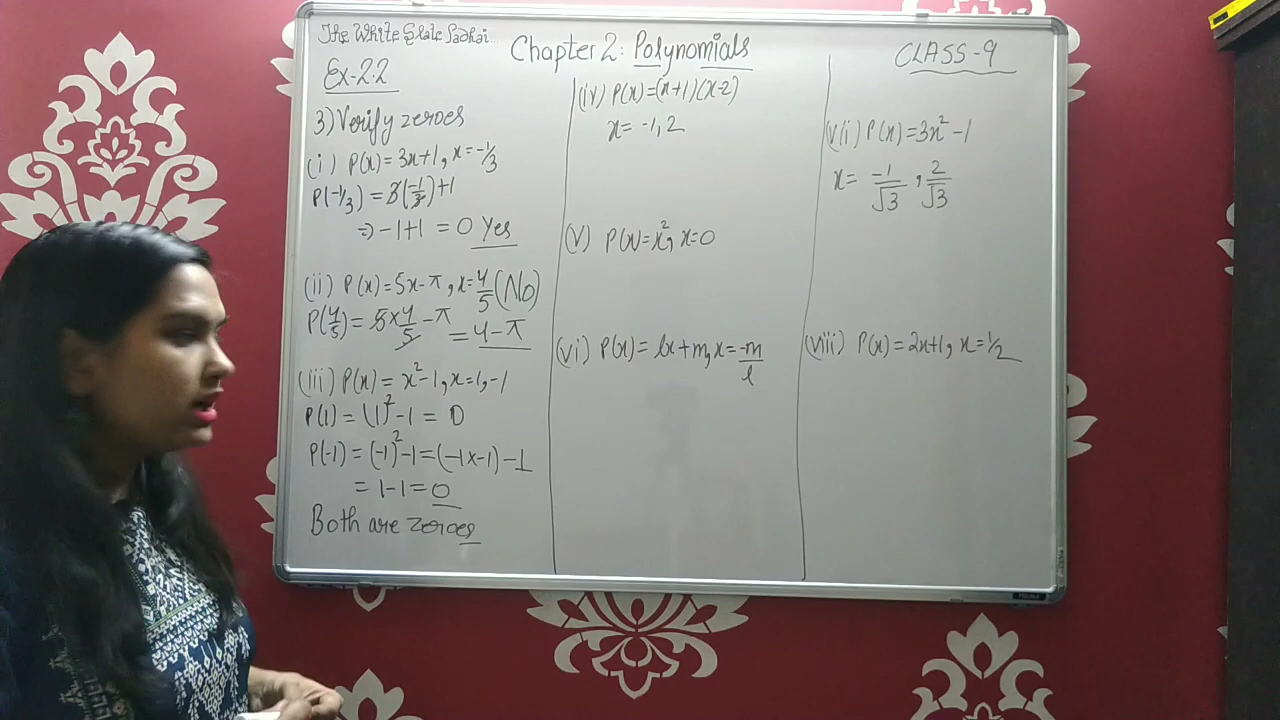 The White Slate Padhai...
Chapter 2: Polynomials
CLASS-9
Ex-2.2
3) Verify zeroes
(i) P(x) = 3x+1, x = -1/3
P(-1/3) = 3(-1/3)+1
⇒ -1+1 = 0 Yes
(ii) P(x) = 5x-π, x = 4/5 (No)
P(4/5) = 5×4/5 - π = 4-π
(iii) P(x) = x²-1, x=1,-1
P(1) = (1)²-1 = 0
P(-1) = (-1)²-1 = (-1x-1)-1
= 1-1 = 0
Both are zeroes
(iv) P(x) = (x+1)(x-2)
x = -1, 2
(v) P(x) = x², x=0
(vi) P(x) = lx+m, x = -m/l
(vii) P(x) = 3x²-1
x = -1/√3, 2/√3
(viii) P(x) = 2x+1, x = 1/2